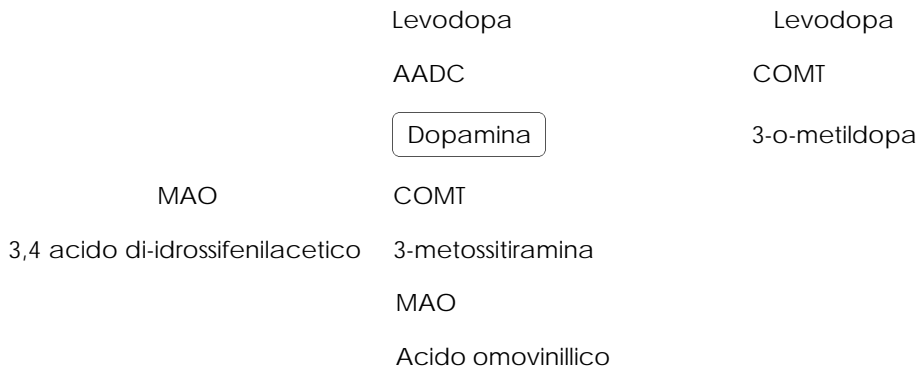 Levodopa Levodopa
AADC COMT
Dopamina 3-o-metildopa
MAO COMT
3,4 acido di-idrossifenilacetico 3-metossitiramina
MAO
Acido omovinillico